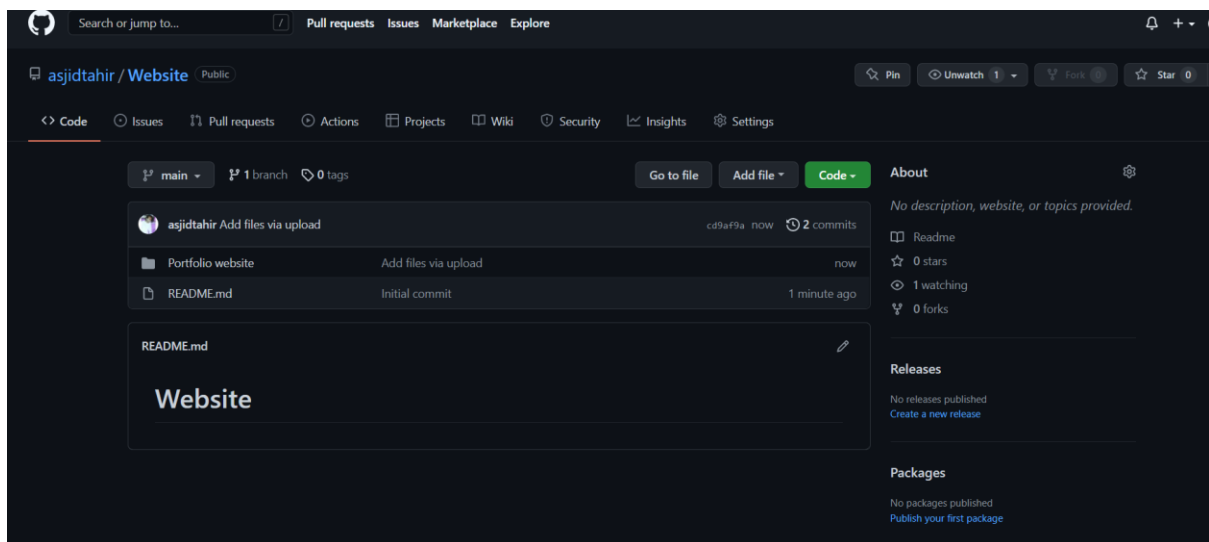 Search or jump to... / Pull requests Issues Marketplace Explore
asjidtahir / Website Public Pin Unwatch 1 Fork 0 Star 0
<> Code Issues Pull requests Actions Projects Wiki Security Insights Settings
main 1 branch 0 tags Go to file Add file Code
asjidtahir Add files via upload cd9af9a now 2 commits
Portfolio website Add files via upload now
README.md Initial commit 1 minute ago
README.md
Website
About
No description, website, or topics provided.
Readme
0 stars
1 watching
0 forks
Releases
No releases published
Create a new release
Packages
No packages published
Publish your first package